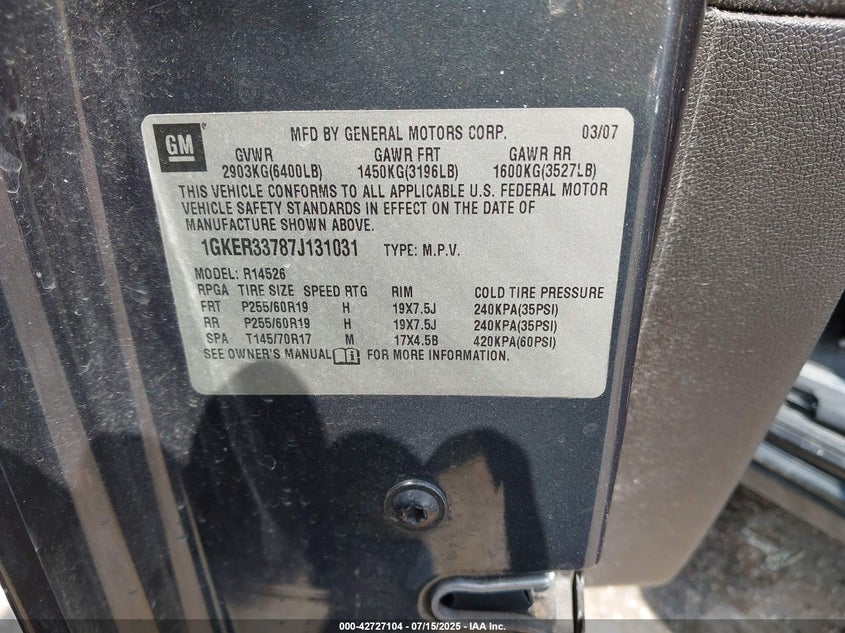 GM
MFD BY GENERAL MOTORS CORP. 03/07
GVWR GAWR FRT GAWR RR
2903KG(6400LB) 1450KG(3196LB) 1600KG(3527LB)
THIS VEHICLE CONFORMS TO ALL APPLICABLE U.S. FEDERAL MOTOR
VEHICLE SAFETY STANDARDS IN EFFECT ON THE DATE OF
MANUFACTURE SHOWN ABOVE.
1GKER33787J131031 TYPE: M.P.V.
MODEL: R14526
RPGA TIRE SIZE SPEED RTG RIM COLD TIRE PRESSURE
FRT P255/60R19 H 19X7.5J 240KPA(35PSI)
RR P255/60R19 H 19X7.5J 240KPA(35PSI)
SPA T145/70R17 M 17X4.5B 420KPA(60PSI)
SEE OWNER'S MANUAL FOR MORE INFORMATION.
000-42727104 - 07/15/2025 - IAA Inc.